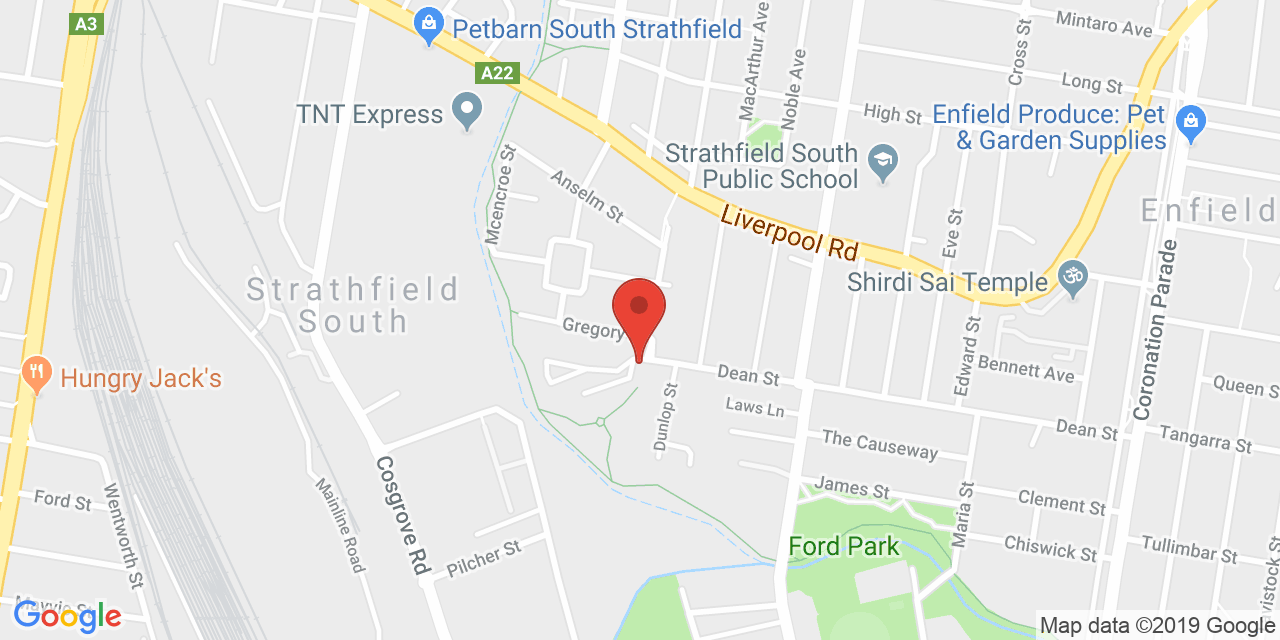 A3
Petbarn South Strathfield
A22
TNT Express
Mintaro Ave
Cross St
Long St
MacArthur Ave
Noble Ave
High St
Enfield Produce: Pet
& Garden Supplies
Strathfield South
Public School
Mcencroe St
Anselm St
Liverpool Rd
Enfield
Eve St
Shirdi Sai Temple
Coronation Parade
Strathfield
South
Gregory
Hungry Jack's
Dean St
Edward St
Bennett Ave
Queen S
Dunlop St
Laws Ln
Dean St
Tangarra St
The Causeway
Cosgrove Rd
Mainline Road
Ford St
Wentworth St
James St
Maria St
Clement St
Pilcher St
Ford Park
Chiswick St
Tullimbar St
Google
Map data ©2019 Google